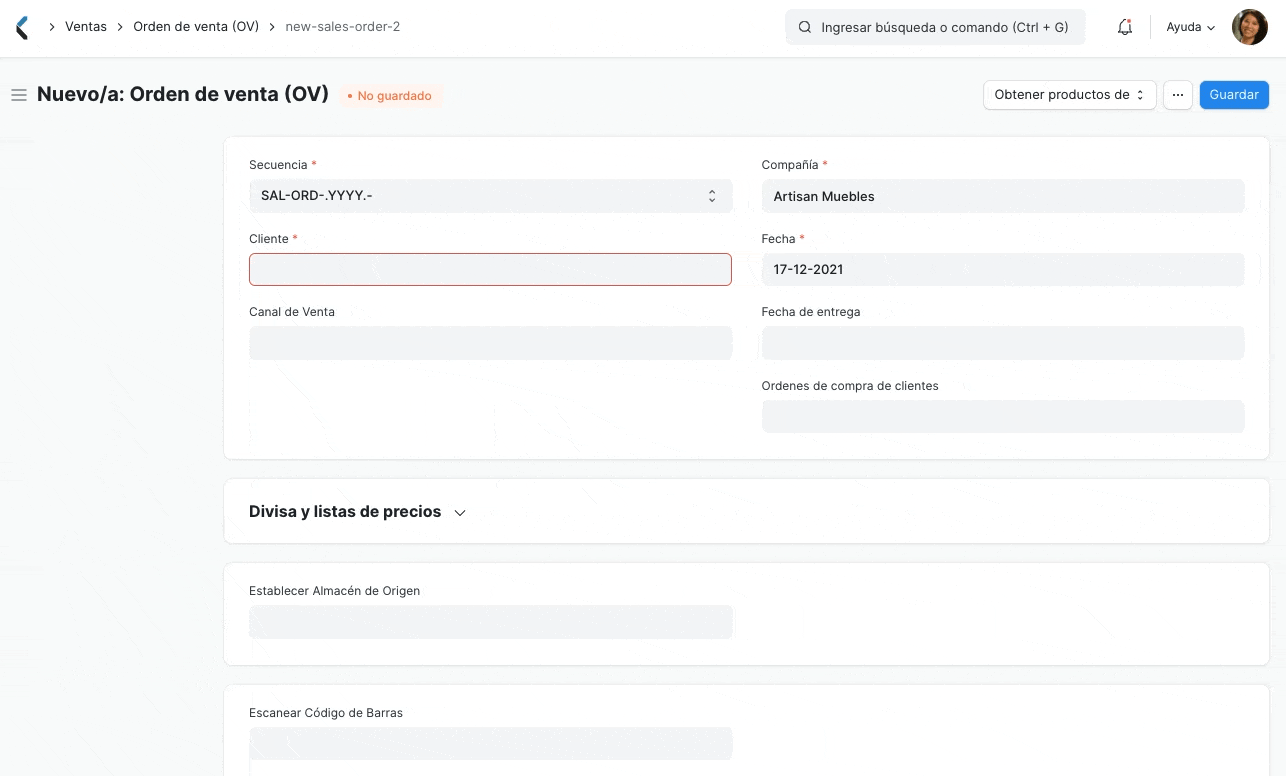 Ventas
Orden de venta (OV)
new-sales-order-2
Ingresar búsqueda o comando (Ctrl + G)
Ayuda
Nuevo/a: Orden de venta (OV)
• No guardado
Obtener productos de
···
Guardar
Secuencia *
Compañía *
SAL-ORD-.YYYY.-
Artisan Muebles
Cliente *
Fecha *
17-12-2021
Canal de Venta
Fecha de entrega
Ordenes de compra de clientes
Divisa y listas de precios
Establecer Almacén de Origen
Escanear Código de Barras